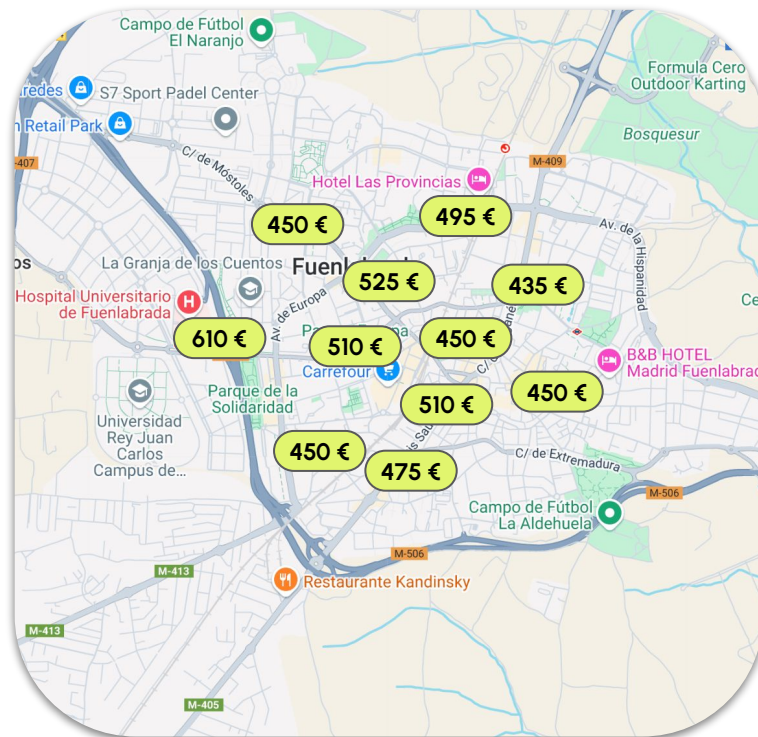 Campo de Fútbol
El Naranjo
Formula Cero
Outdoor Karting
S7 Sport Padel Center
Retail Park
Bosquesur
C/ de Móstoles
M-409
-407
Hotel Las Provincias
495 €
450 €
Av. de la Hispanidad
La Granja de los Cuentos
525 €
435 €
Hospital Universitario
de Fuenlabrada
Av. de Europa
610 €
510 €
450 €
Carrefour
B&B HOTEL
Madrid Fuenlabrad
Parque de la
Solidaridad
450 €
510 €
Universidad
Rey Juan
Carlos
Campus de...
450 €
475 €
C/ de Extremadura
M-506
Campo de Fútbol
La Aldehuela
M-506
M-413
Restaurante Kandinsky
M-413
M-405